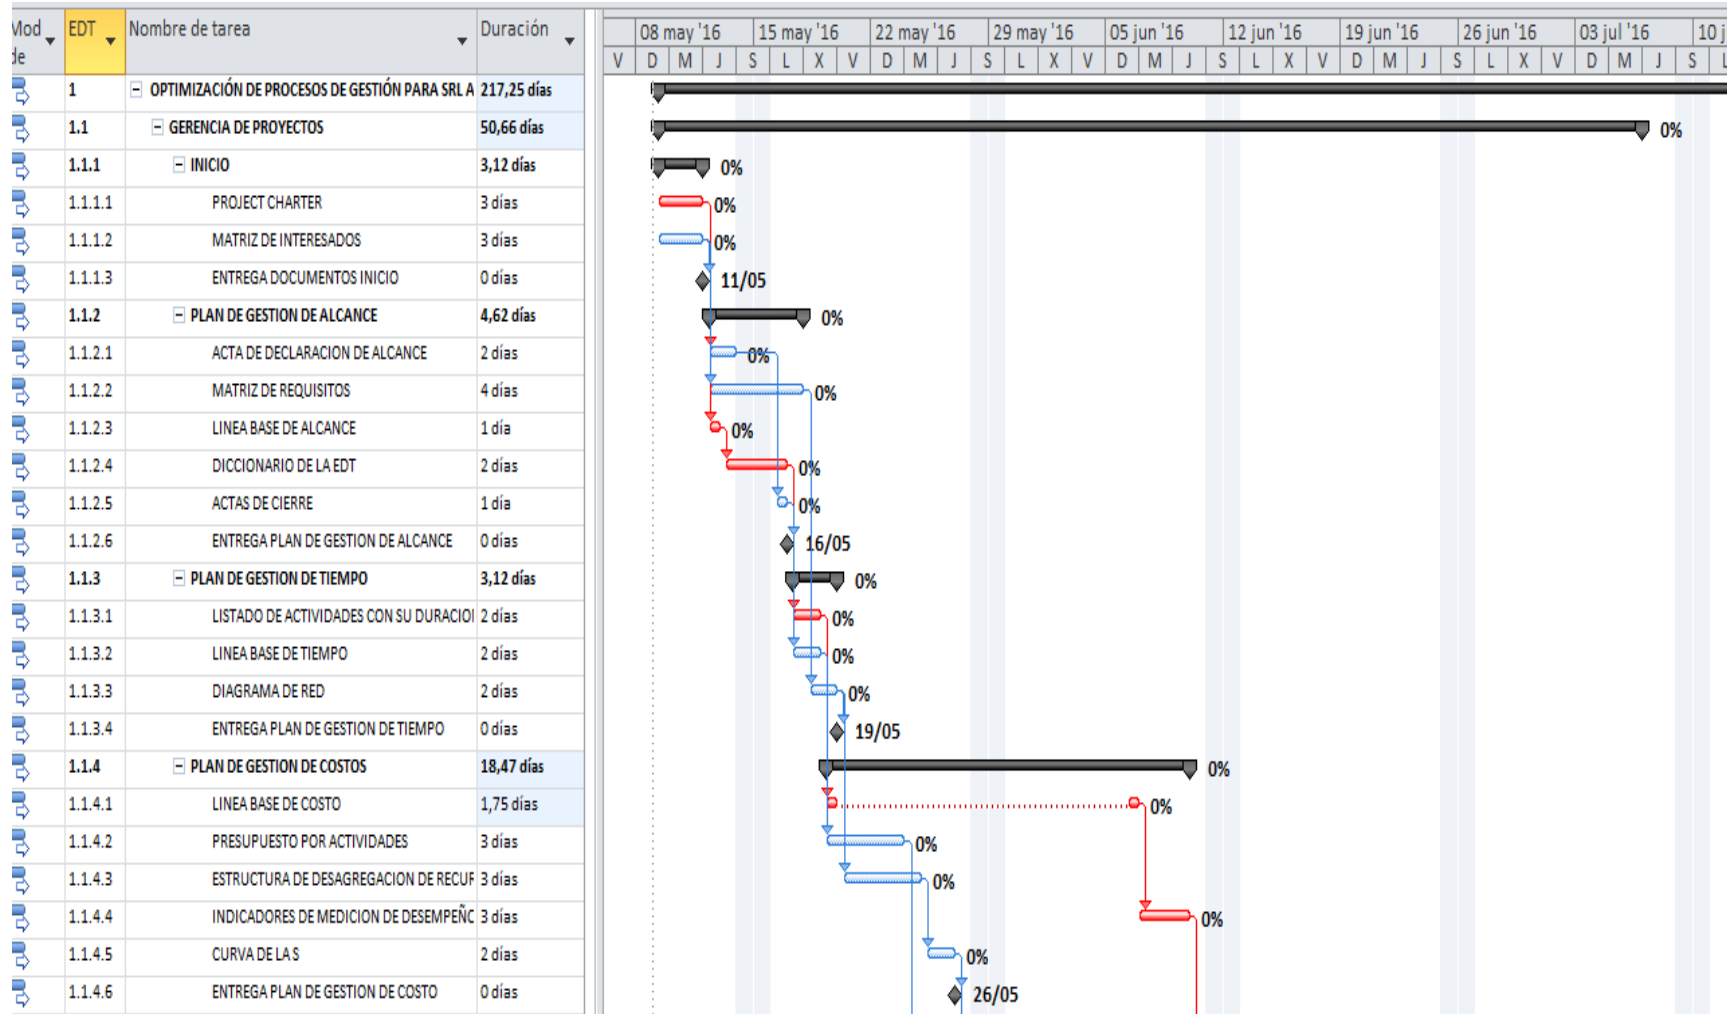 Mod de EDT Nombre de tarea Duración
08 may '16 15 may '16 22 may '16 29 may '16 05 jun '16 12 jun '16 19 jun '16 26 jun '16 03 jul '16 10 j
V D M J S L X V D M J S L X V D M J S L X V D M J S L X V D M J S L
1 OPTIMIZACIÓN DE PROCESOS DE GESTIÓN PARA SRL A 217,25 días
1.1 GERENCIA DE PROYECTOS 50,66 días 0%
1.1.1 INICIO 3,12 días 0%
1.1.1.1 PROJECT CHARTER 3 días 0%
1.1.1.2 MATRIZ DE INTERESADOS 3 días 0%
1.1.1.3 ENTREGA DOCUMENTOS INICIO 0 días 11/05
1.1.2 PLAN DE GESTION DE ALCANCE 4,62 días 0%
1.1.2.1 ACTA DE DECLARACION DE ALCANCE 2 días 0%
1.1.2.2 MATRIZ DE REQUISITOS 4 días 0%
1.1.2.3 LINEA BASE DE ALCANCE 1 día 0%
1.1.2.4 DICCIONARIO DE LA EDT 2 días 0%
1.1.2.5 ACTAS DE CIERRE 1 día 0%
1.1.2.6 ENTREGA PLAN DE GESTION DE ALCANCE 0 días 16/05
1.1.3 PLAN DE GESTION DE TIEMPO 3,12 días 0%
1.1.3.1 LISTADO DE ACTIVIDADES CON SU DURACIOI 2 días 0%
1.1.3.2 LINEA BASE DE TIEMPO 2 días 0%
1.1.3.3 DIAGRAMA DE RED 2 días 0%
1.1.3.4 ENTREGA PLAN DE GESTION DE TIEMPO 0 días 19/05
1.1.4 PLAN DE GESTION DE COSTOS 18,47 días 0%
1.1.4.1 LINEA BASE DE COSTO 1,75 días 0%
1.1.4.2 PRESUPUESTO POR ACTIVIDADES 3 días 0%
1.1.4.3 ESTRUCTURA DE DESAGREGACION DE RECUR 3 días 0%
1.1.4.4 INDICADORES DE MEDICION DE DESEMPEÑO 3 días 0%
1.1.4.5 CURVA DE LA S 2 días 0%
1.1.4.6 ENTREGA PLAN DE GESTION DE COSTO 0 días 26/05